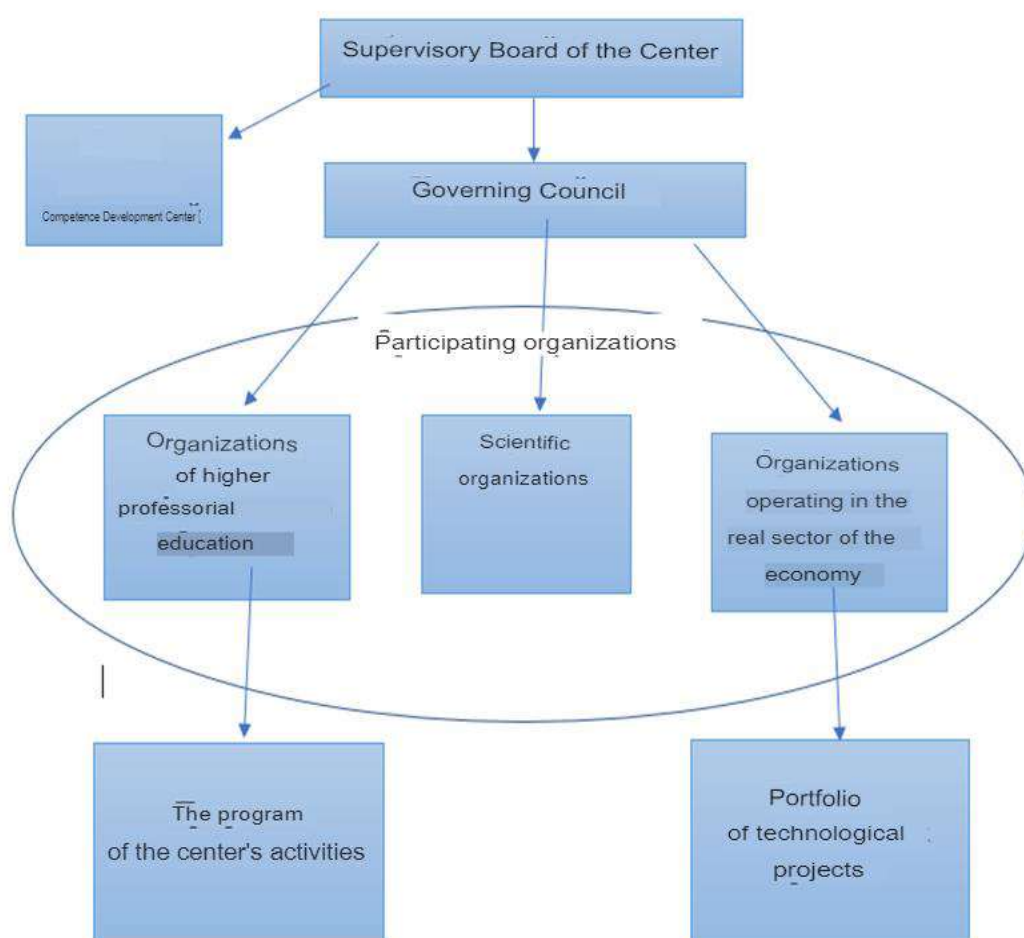 Supervisory Board of the Center
Competence Development Center
Governing Council
Participating organizations
Organizations
of higher
professorial
education
Scientific
organizations
Organizations
operating in the
real sector of the
economy
The program
of the center's activities
Portfolio
of technological
projects